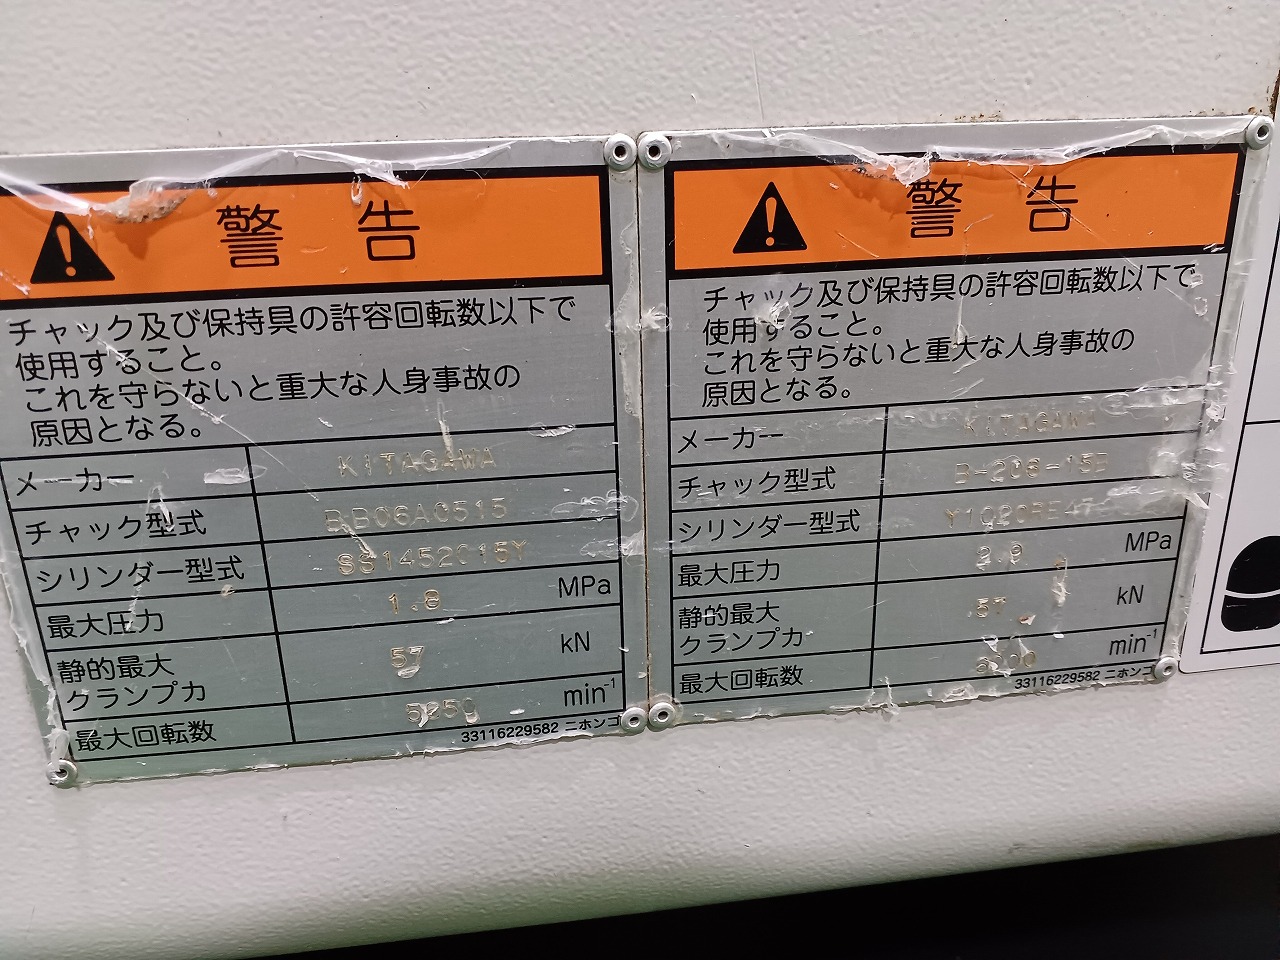 警告
チャック及び保持具の許容回転数以下で
使用すること。
これを守らないと重大な人身事故の
原因となる。
メーカー KITAGAWA
チャック型式 BB06A0515
シリンダー型式 SS1452C15Y
最大圧力 1.8 MPa
静的最大
クランプ力 57 kN
最大回転数 5250 min⁻¹
33116229582 ニホンゴ
警告
チャック及び保持具の許容回転数以下で
使用すること。
これを守らないと重大な人身事故の
原因となる。
メーカー KITAGAWA
チャック型式 B-206-15B
シリンダー型式
最大圧力 MPa
静的最大
クランプ力 57 kN
最大回転数 min⁻¹
33116229582 ニホンゴ